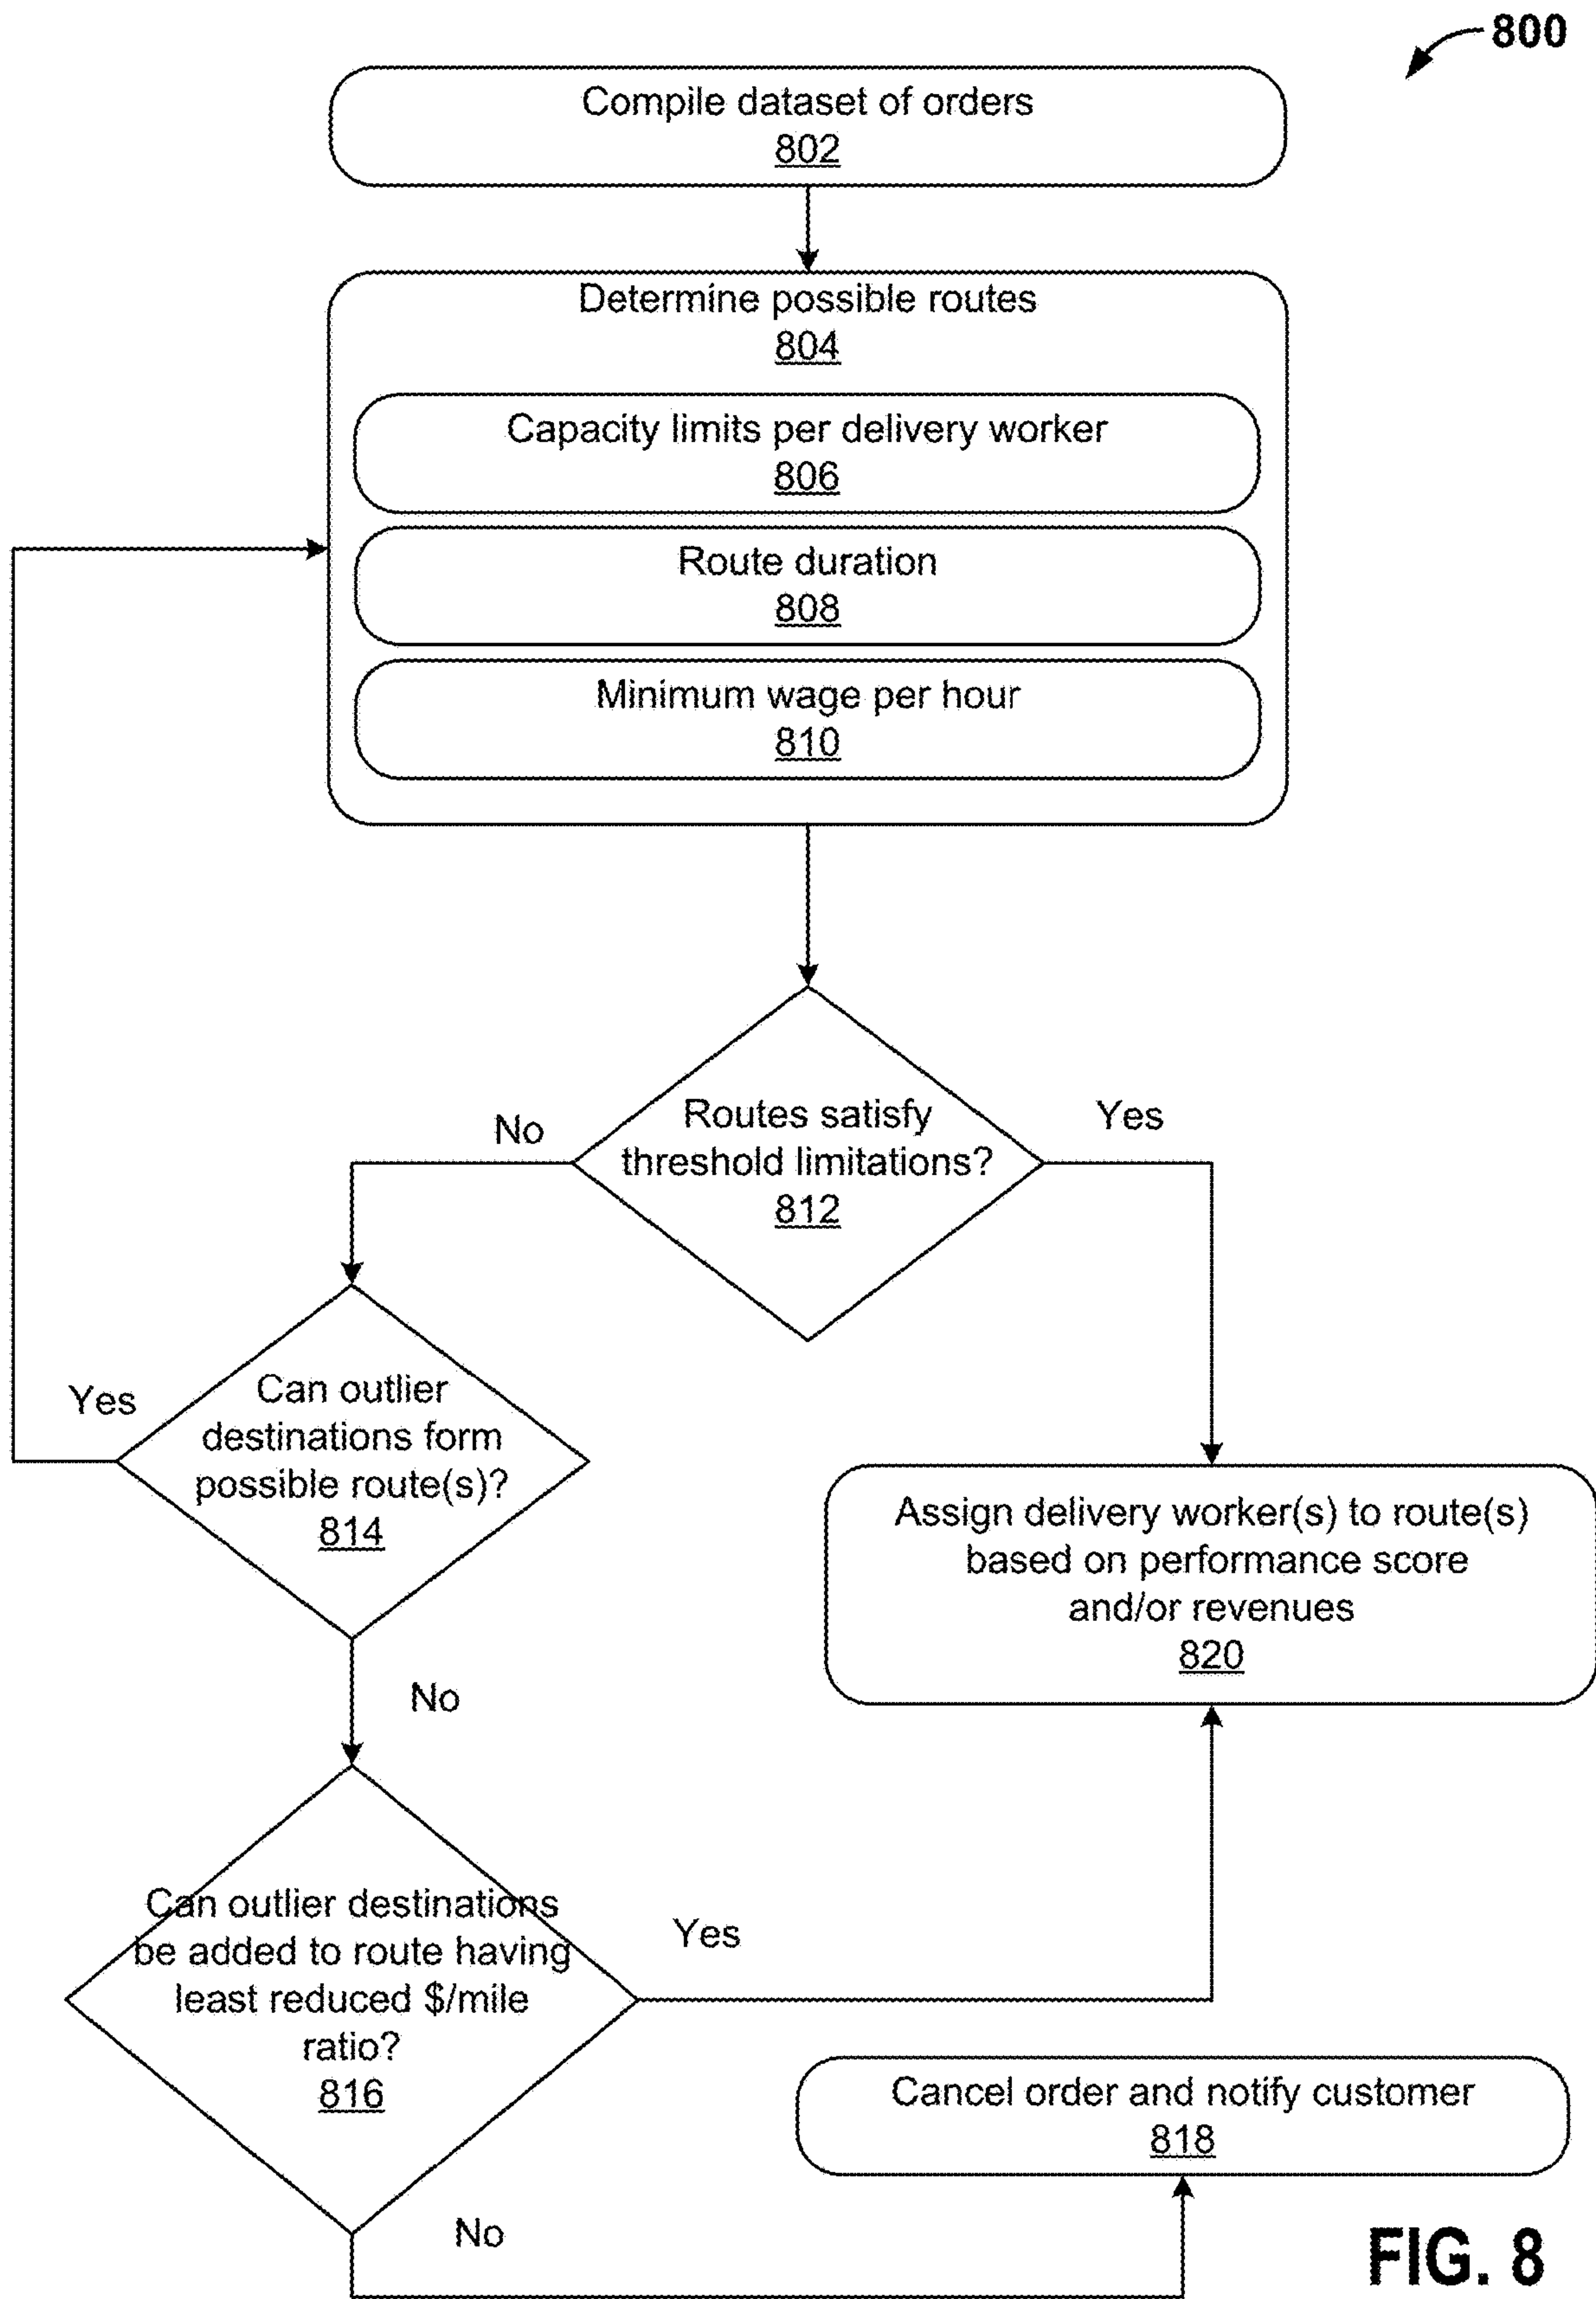 800
Compile dataset of orders
802
Determine possible routes
804
Capacity limits per delivery worker
806
Route duration
808
Minimum wage per hour
810
Routes satisfy
threshold limitations?
812
No
Yes
Can outlier
destinations form
possible route(s)?
814
Yes
No
Assign delivery worker(s) to route(s)
based on performance score
and/or revenues
820
Can outlier destinations
be added to route having
least reduced $/mile
ratio?
816
Yes
No
Cancel order and notify customer
818
FIG. 8